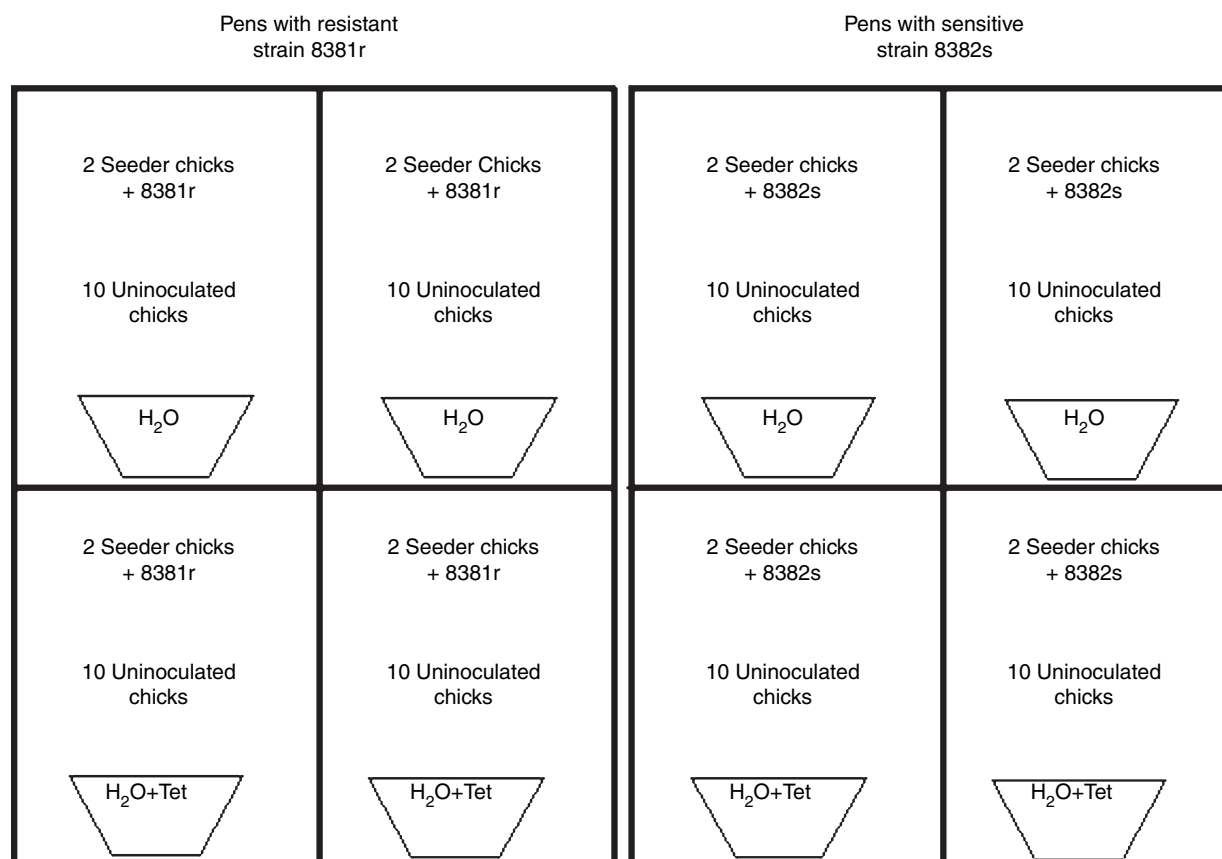 Pens with resistant
strain 8381r
Pens with sensitive
strain 8382s
2 Seeder chicks
+ 8381r
10 Uninoculated
chicks
H2O
2 Seeder Chicks
+ 8381r
10 Uninoculated
chicks
H2O
2 Seeder chicks
+ 8382s
10 Uninoculated
chicks
H2O
2 Seeder chicks
+ 8382s
10 Uninoculated
chicks
H2O
2 Seeder chicks
+ 8381r
10 Uninoculated
chicks
H2O+Tet
2 Seeder chicks
+ 8381r
10 Uninoculated
chicks
H2O+Tet
2 Seeder chicks
+ 8382s
10 Uninoculated
chicks
H2O+Tet
2 Seeder chicks
+ 8382s
10 Uninoculated
chicks
H2O+Tet